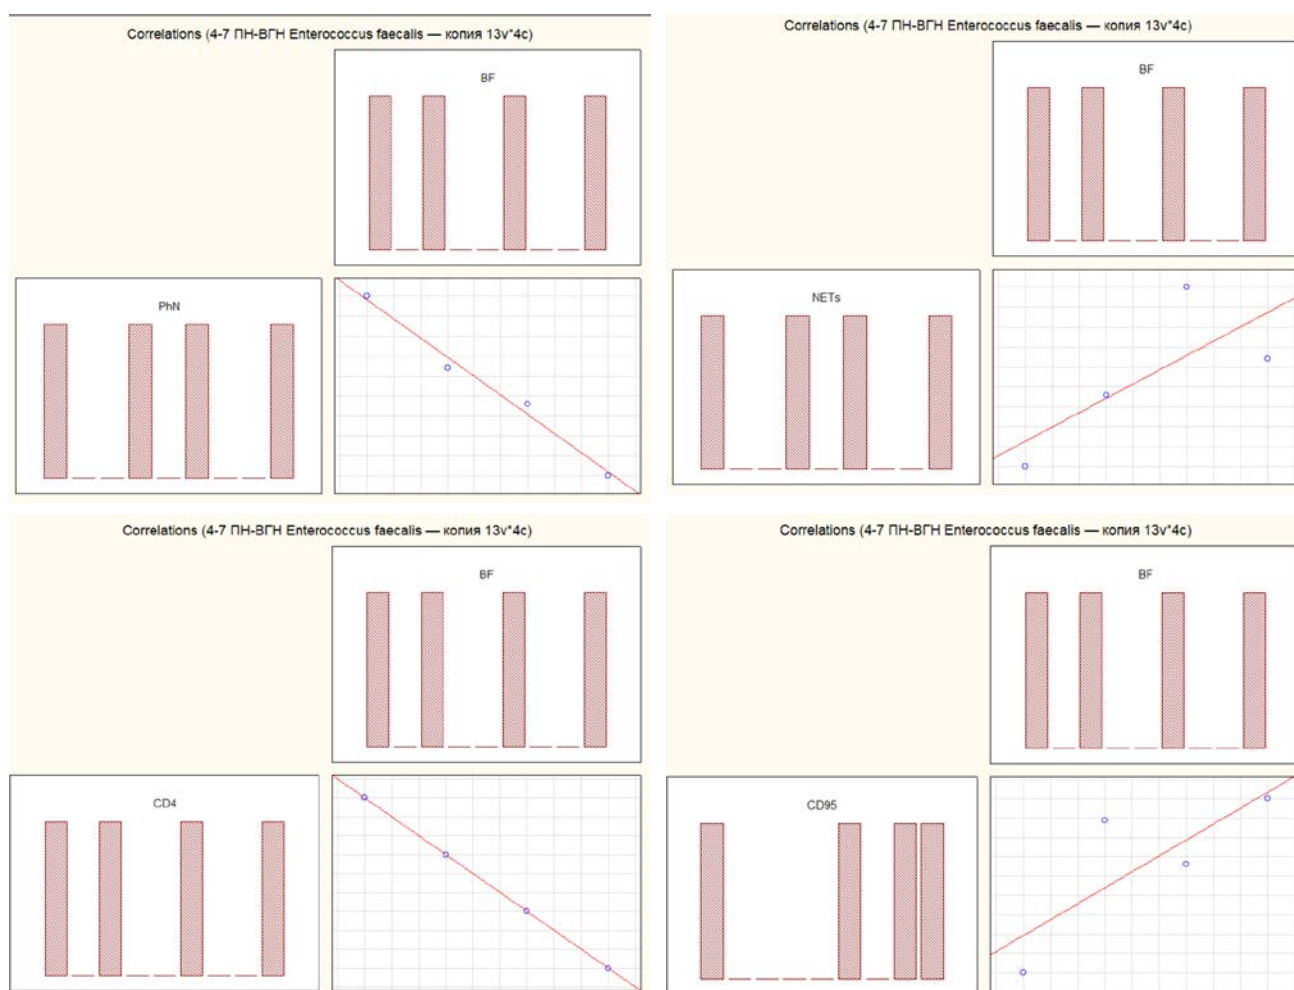 Correlations (4-7 ПН-ВГН Enterococcus faecalis — копия 13v*4c)
BF
PhN
Correlations (4-7 ПН-ВГН Enterococcus faecalis — копия 13v*4c)
BF
NETs
Correlations (4-7 ПН-ВГН Enterococcus faecalis — копия 13v*4c)
BF
CD4
Correlations (4-7 ПН-ВГН Enterococcus faecalis — копия 13v*4c)
BF
CD95